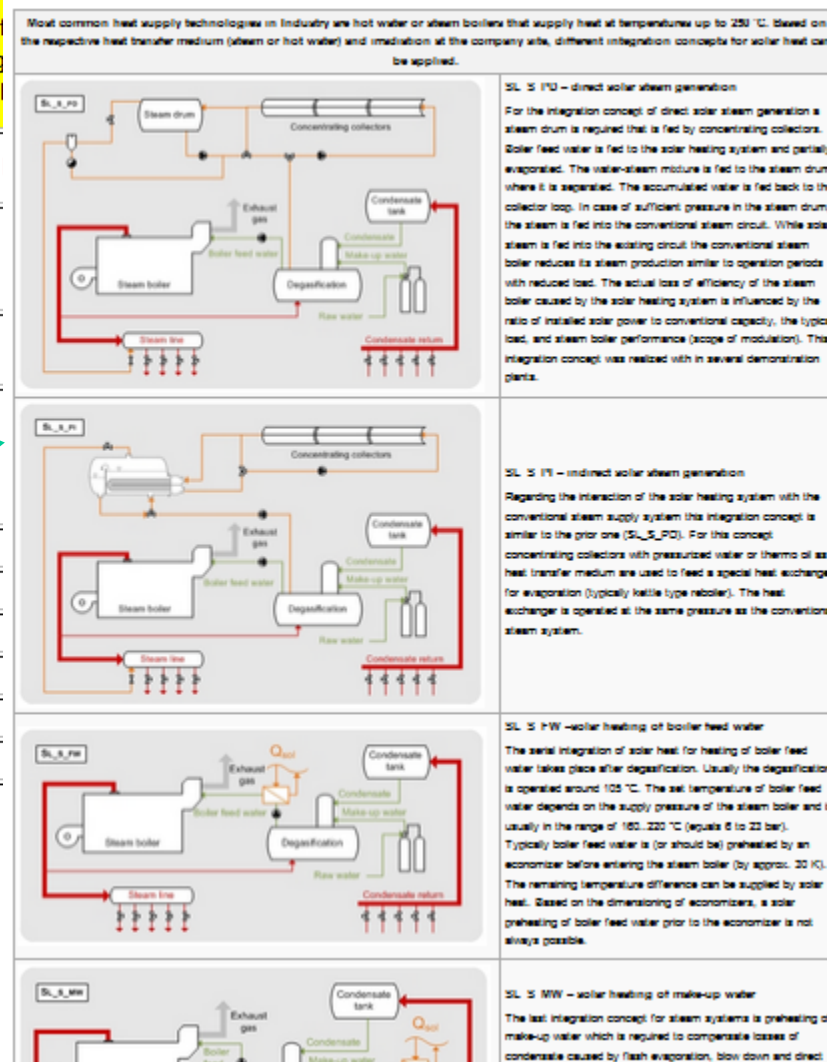 Most common heat supply technologies in Industry are hot water or steam boilers that supply heat at temperatures up to 250 °C. Based on
the respective heat transfer medium (steam or hot water) and irradiation at the company site, different integration concepts for solar heat can
be applied.
SL_S_PD
Steam drum
Concentrating collectors
Condensate
tank
Exhaust
gas
Condensate
Boiler feed water
Make-up water
Steam boiler
Degasification
Raw water
Steam line
Condensate return
SL_S_PD – direct solar steam generation
For the integration concept of direct solar steam generation a
steam drum is required that is fed by concentrating collectors.
Boiler feed water is fed to the solar heating system and partially
evaporated. The water-steam mixture is fed to the steam drum
where it is separated. The accumulated water is fed back to the
collector loop. In case of sufficient pressure in the steam drum
the steam is fed into the conventional steam circuit. While solar
steam is fed into the existing circuit the conventional steam
boiler reduces its steam production similar to operation periods
with reduced load. The actual loss of efficiency of the steam
boiler caused by the solar heating system is influenced by the
ratio of installed solar power to conventional capacity, the typical
load, and steam boiler performance (scope of modulation). This
integration concept was realized with in several demonstration
plants.
SL_S_PI
Concentrating collectors
Condensate
tank
Exhaust
gas
Condensate
Boiler feed water
Make-up water
Steam boiler
Degasification
Raw water
Steam line
Condensate return
SL_S_PI – indirect solar steam generation
Regarding the interaction of the solar heating system with the
conventional steam supply system this integration concept is
similar to the prior one (SL_S_PD). For this concept
concentrating collectors with pressurized water or thermo oil as
heat transfer medium are used to feed a special heat exchanger
for evaporation (typically kettle type reboiler). The heat
exchanger is operated at the same pressure as the conventional
steam system.
SL_S_FW
Qsol
Condensate
tank
Exhaust
gas
Condensate
Boiler feed water
Make-up water
Steam boiler
Degasification
Raw water
Steam line
Condensate return
SL_S_FW –solar heating of boiler feed water
The serial integration of solar heat for heating of boiler feed
water takes place after degasification. Usually the degasification
is operated around 105 °C. The set temperature of boiler feed
water depends on the supply pressure of the steam boiler and
usually in the range of 160..220 °C (equals 6 to 23 bar).
Typically boiler feed water is (or should be) preheated by an
economizer before entering the steam boiler (by approx. 30 K).
The remaining temperature difference can be supplied by solar
heat. Based on the dimensioning of economizers, a solar
preheating of boiler feed water prior to the economizer is not
always possible.
SL_S_MW
Condensate
tank
Exhaust
gas
Qsol
Boiler
Condensate
Make-up water
SL_S_MW – solar heating of make-up water
The last integration concept for steam systems is preheating of
make-up water which is required to compensate losses of
condensate caused by flash evaporation, blow down and direct